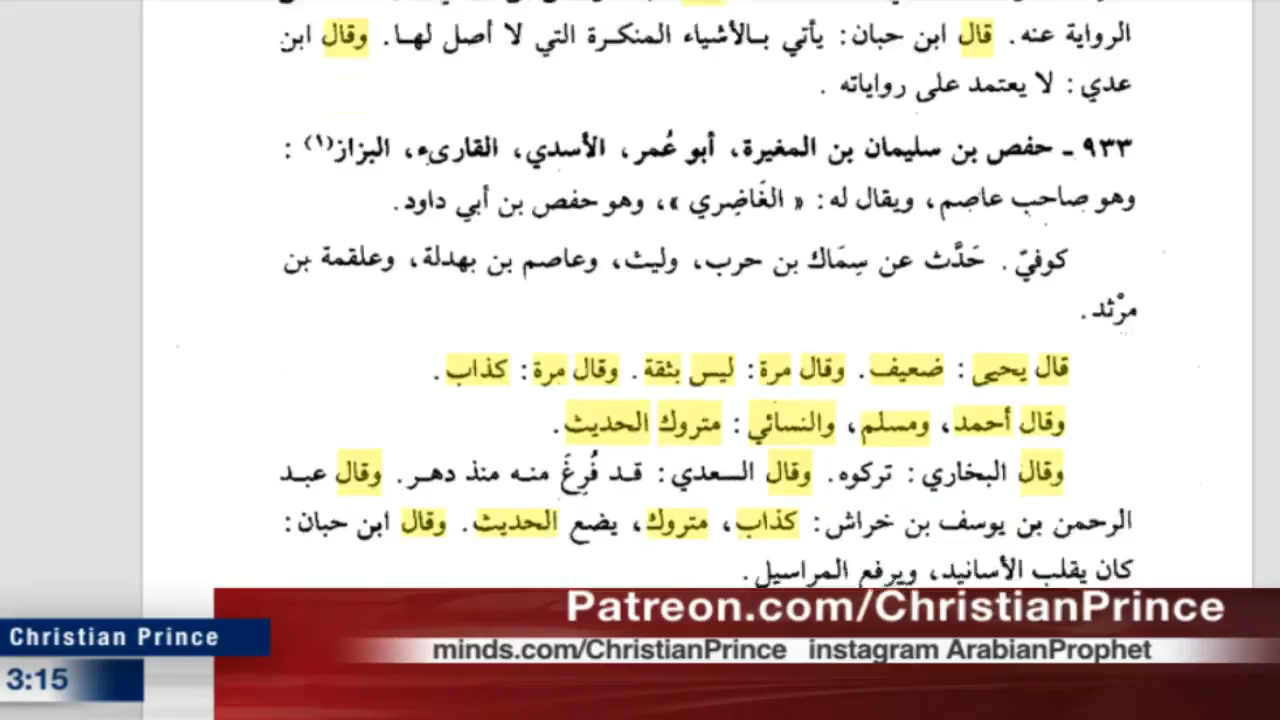 الرواية عنه. قال ابن حبان: يأتي بالأشياء المنكرة التي لا أصل لها. وقال ابن
عدي: لا يعتمد على رواياته.
٩٣٣ ـ حفص بن سليمان بن المغيرة، أبو عُمر، الأسدي، القارىء، البزاز(١):
وهو صاحب عاصم، ويقال له: «الغَاضِري»، وهو حفص بن أبي داود.
كوفيّ. حَدَّث عن سِمَاك بن حرب، وليث، وعاصم بن بهدلة، وعلقمة بن
مرْثد.
قال يحيى: ضعيف. وقال مرة: ليس بثقة. وقال مرة: كذاب.
وقال أحمد، ومسلم، والنسائي: متروك الحديث.
وقال البخاري: تركوه. وقال السعدي: قد فُرِغَ منه منذ دهر. وقال عبد
الرحمن بن يوسف بن خراش: كذاب، متروك، يضع الحديث. وقال ابن حبان:
كان يقلب الأسانيد، ويرفع المراسيل.
Patreon.com/ChristianPrince
Christian Prince
minds.com/ChristianPrince instagram ArabianProphet
3:15